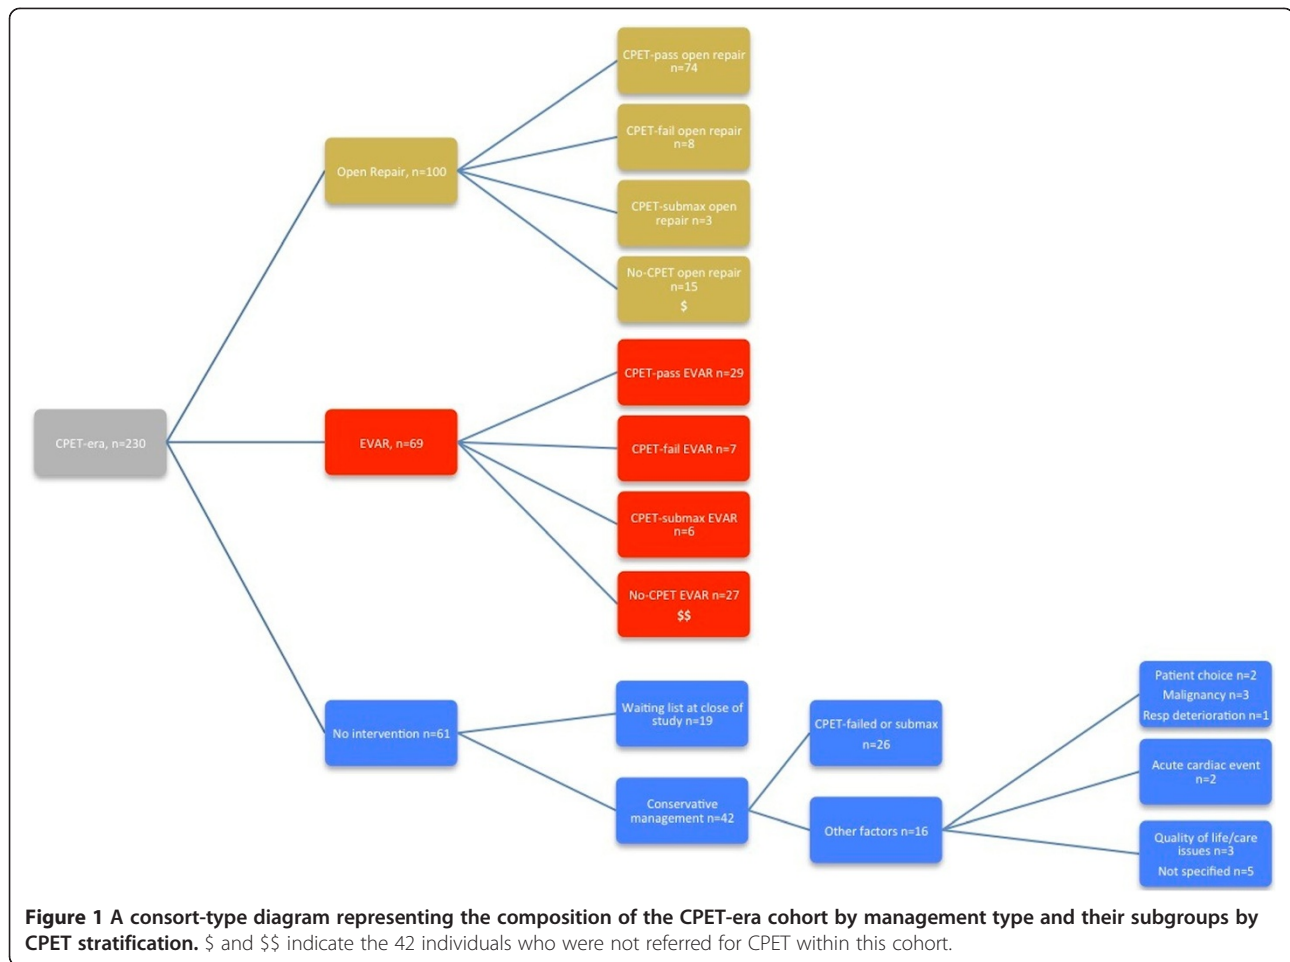 CPET-pass open repair
n=74
CPET-fail open repair
n=8
Open Repair, n=100
CPET-submax open
repair n=3
No-CPET open repair
n=15
$
CPET-pass EVAR n=29
CPET-era, n=230
EVAR, n=69
CPET-fail EVAR n=7
CPET-submax EVAR
n=6
No-CPET EVAR n=27
$$
No intervention n=61
Waiting list at close of
study n=19
Conservative
management n=42
CPET-failed or submax
n=26
Other factors n=16
Patient choice n=2
Malignancy n=3
Resp deterioration n=1
Acute cardiac event
n=2
Quality of life/care
issues n=3
Not specified n=5
Figure 1 A consort-type diagram representing the composition of the CPET-era cohort by management type and their subgroups by
CPET stratification. $ and $$ indicate the 42 individuals who were not referred for CPET within this cohort.